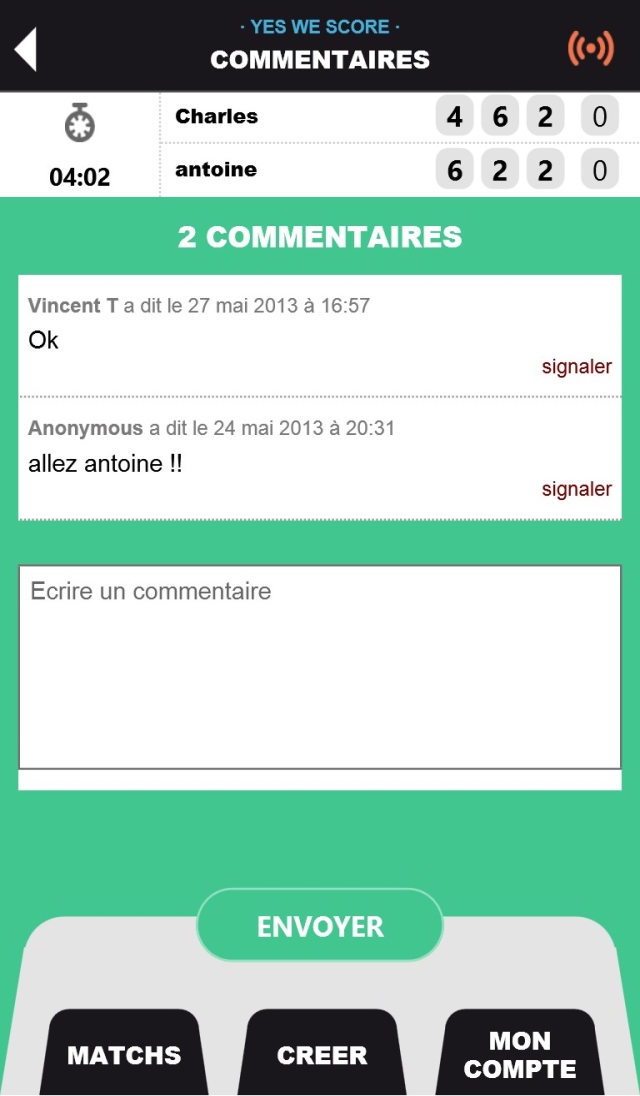 · YES WE SCORE ·
COMMENTAIRES
Charles 4 6 2 0
04:02
antoine 6 2 2 0
2 COMMENTAIRES
Vincent T a dit le 27 mai 2013 à 16:57
Ok
signaler
Anonymous a dit le 24 mai 2013 à 20:31
allez antoine !!
signaler
Ecrire un commentaire
ENVOYER
MATCHS
CREER
MON
COMPTE